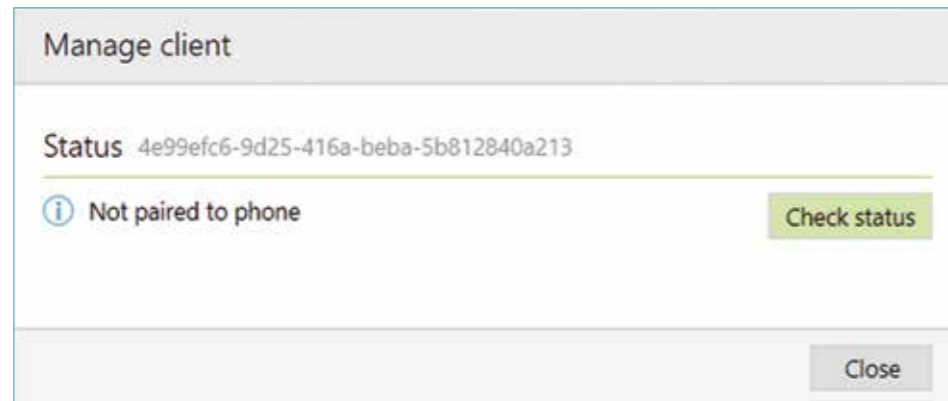 Manage client
Status 4e99efc6-9d25-416a-beba-5b812840a213
Not paired to phone
Check status
Close